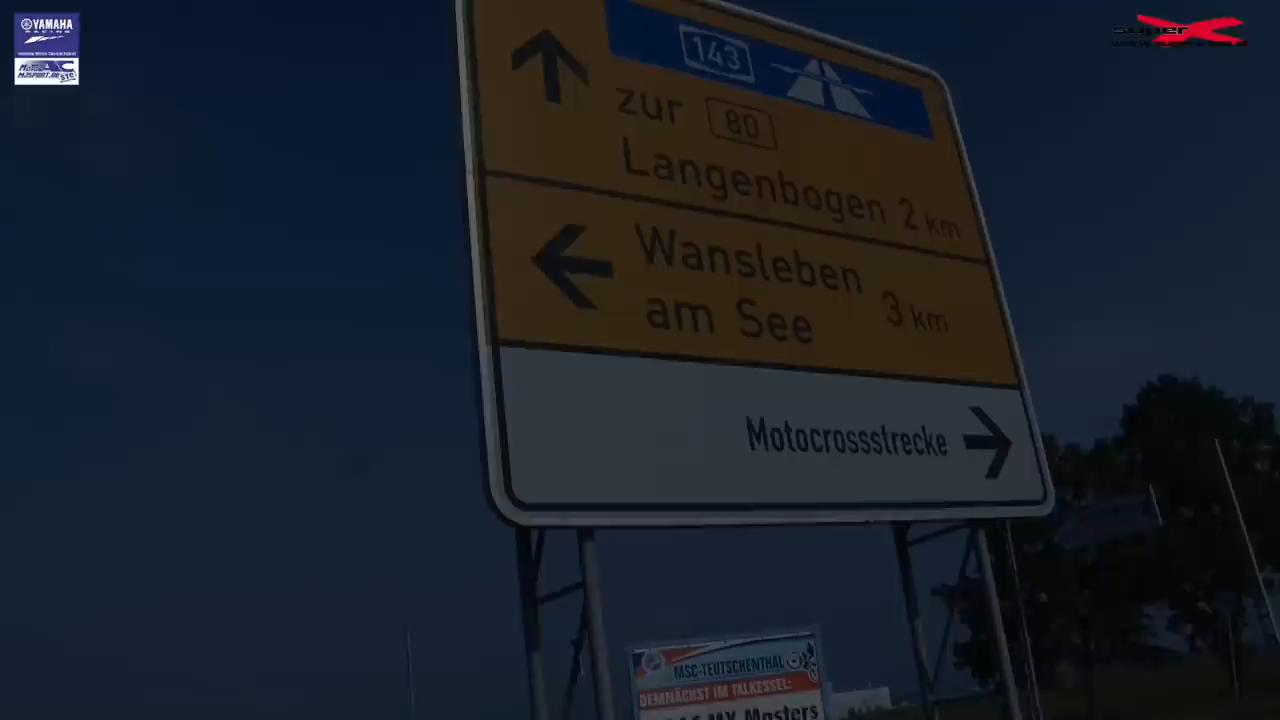 YAMAHA
RACING
143
zur 80
Langenbogen 2 km
Wansleben
am See 3 km
Motocrossstrecke
MSC-TEUTSCHENTHAL
DEMNÄCHST IM TALKESSEL:
MX Masters